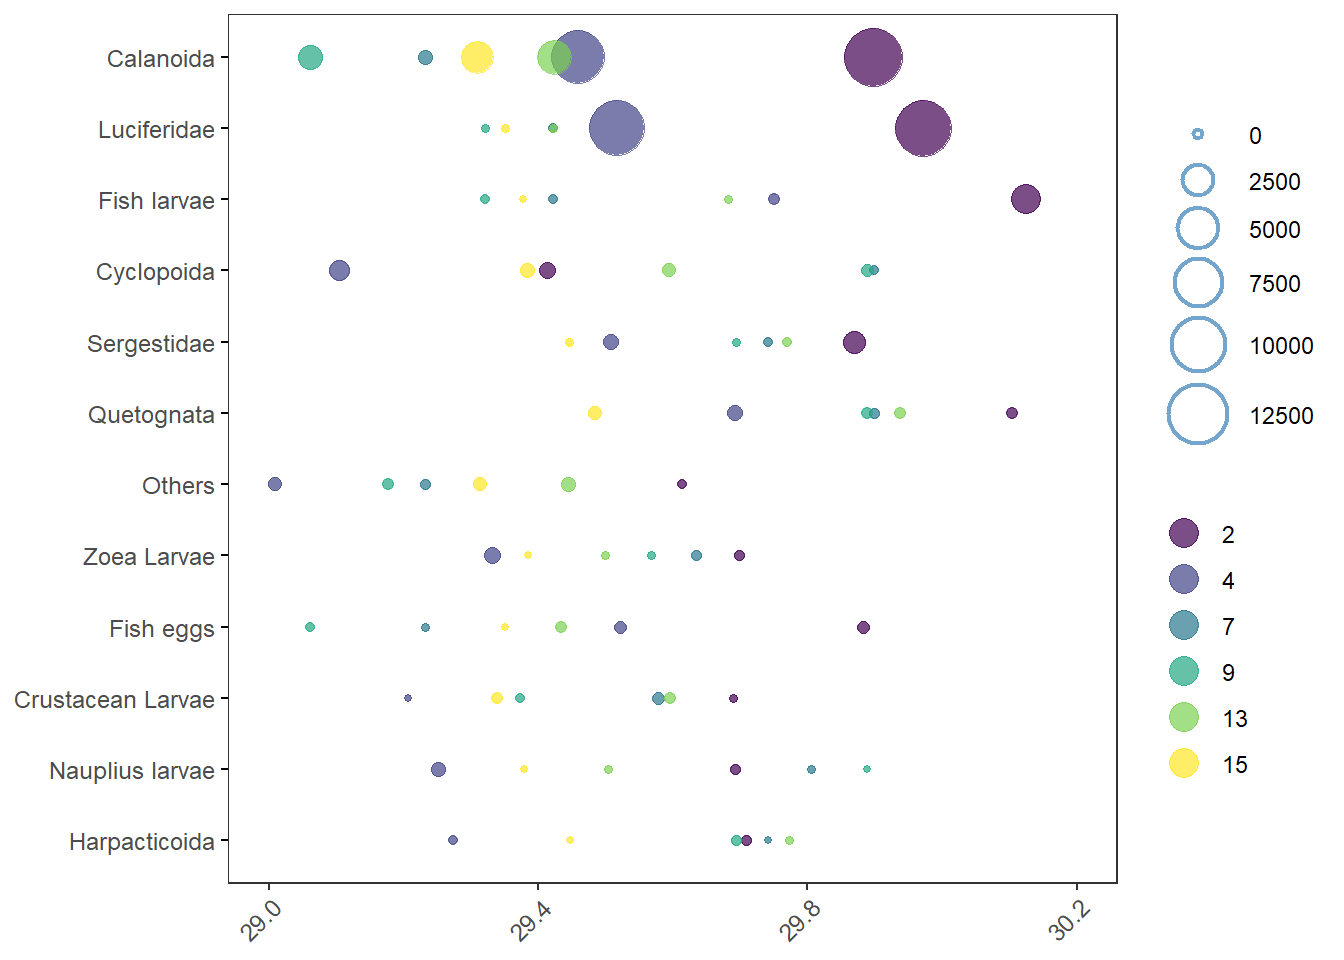 Calanoida
Luciferidae
Fish larvae
Cyclopoida
Sergestidae
Quetognata
Others
Zoea Larvae
Fish eggs
Crustacean Larvae
Nauplius larvae
Harpacticoida
29.0
29.4
29.8
30.2
0
2500
5000
7500
10000
12500
2
4
7
9
13
15